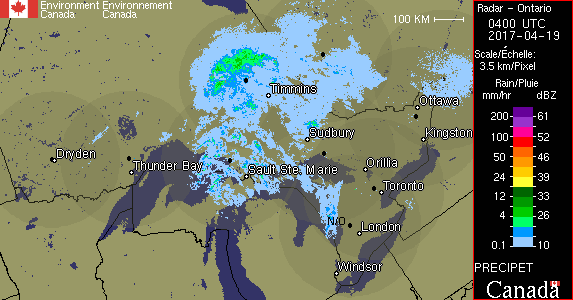 Environment Environnement
Canada Canada
100 KM
Timmins
Ottawa
Sudbury
Kingston
Dryden
Thunder Bay
Sault Ste. Marie
Orillia
Toronto
N/D
London
Windsor
Radar - Ontario
0400 UTC
2017-04-19
Scale/Échelle:
3.5 km/Pixel
Rain/Pluie
mm/hr dBZ
200 61
100 52
50 46
24 39
12 33
4 26
0.1 10
PRECIPET
Canada